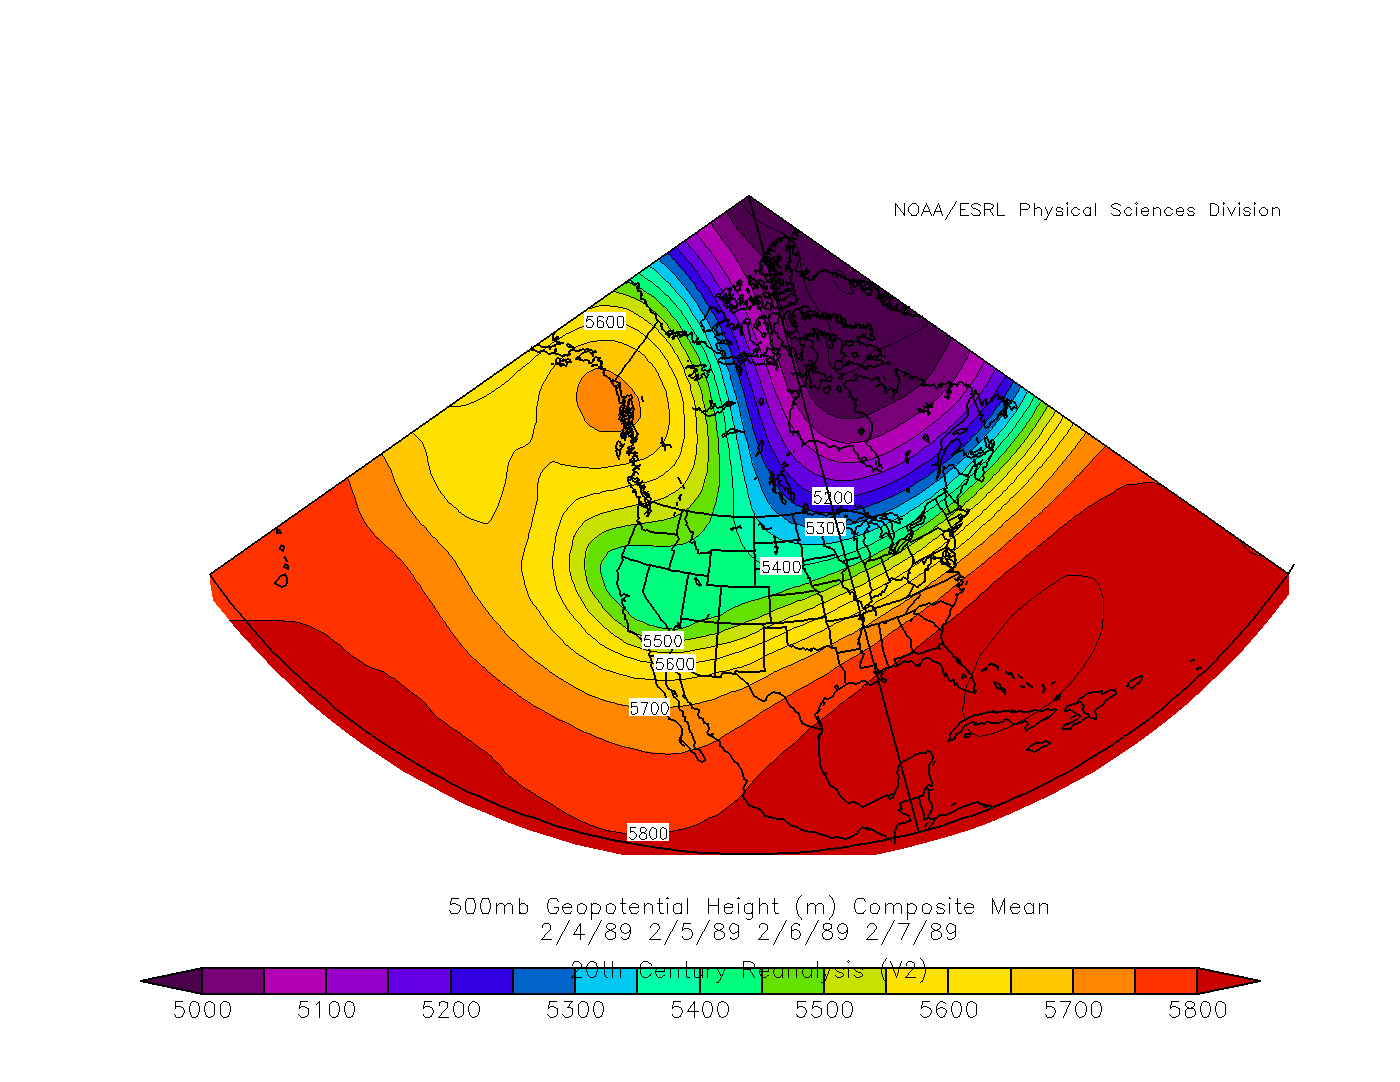 NOAA/ESRL Physical Sciences Division
5600
5200
5300
5400
5500
5600
5700
5800
500mb Geopotential Height (m) Composite Mean
2/4/89 2/5/89 2/6/89 2/7/89
20th Century Reanalysis (V2)
5000 5100 5200 5300 5400 5500 5600 5700 5800